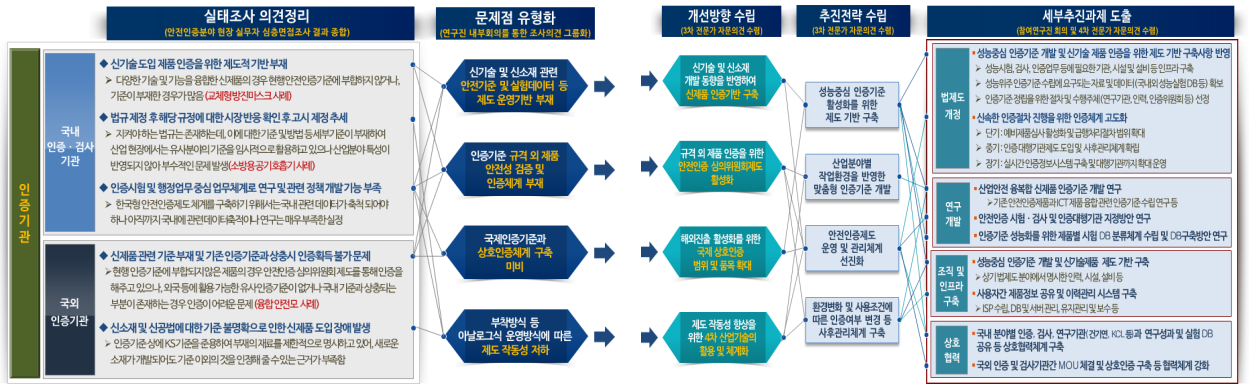 실태조사 의견정리
(안전인증분야 현장 실무자 심층면접조사 결과 종합)
인증기관
국내
인증·검사
기관
◆ 신기술 도입 제품 인증을 위한 제도적 기반 부재
➢ 다양한 기술 및 기능을 융합한 신제품의 경우 현행 안전인증기준에 부합하지 않거나,
기준이 부재한 경우가 많음 (교체형방진마스크 사례)
◆ 법규 제정 후 해당 규정에 대한 시장 반응 확인 후 고시 제정 추세
➢ 지켜야 하는 법규는 존재하는데, 이에 대한 기준 및 방법 등 세부기준이 부재하여
산업 현장에서는 유사분야의 기준을 임시적으로 활용하고 있으나 산업분야 특성이
반영되지 않아 부수적인 문제 발생 (소방용 공기호흡기 사례)
◆ 인증시험 및 행정업무 중심 업무체계로 연구 및 관련 정책 개발 기능 부족
➢ 한국형 안전인증제도 체계를 구축하기 위해서는 국내 관련 데이터가 축척 되어야
하나 아직까지 국내에 관련 데이터축적이나 연구는 매우 부족한 실정
국외
인증기관
◆ 신제품 관련 기준 부재 및 기존 인증기준과 상충시 인증획득 불가 문제
➢ 현행 인증기준에 부합되지 않은 제품의 경우 안전인증 심의위원회 제도를 통해 인증을
해주고 있으나, 외국 등에 활용 가능한 유사 인증기준이 없거나 국내 기준과 상충되는
부분이 존재하는 경우 인증이 어려운 문제 (융합 안전모 사례)
◆ 신소재 및 신공법에 대한 기준 불명확으로 인한 신제품 도입 장애 발생
➢ 인증기준 상에 KS기준을 준용하여 부재의 재료를 제한적으로 명시하고 있어, 새로운
소재가 개발되어도 기준 이외의 것을 인정해 줄 수 있는 근거가 부족함
문제점 유형화
(연구진 내부회의를 통한 조사의견 그룹화)
신기술 및 신소재 관련
안전기준 및 실험데이터 등
제도 운영기반 부재
인증기준 규격 외 제품
안전성 검증 및
인증체계 부재
국제인증기준과
상호인증체계 구축
미비
부착방식 등
아날로그식 운영방식에 따른
제도 작동성 저하
개선방향 수립
(3차 전문가 자문의견 수렴)
신기술 및 신소재
개발 동향을 반영하여
신제품 인증기반 구축
규격 외 제품 인증을 위한
안전인증 심의위원회제도
활성화
해외진출 활성화를 위한
국제 상호인증
범위 및 품목 확대
제도 작동성 향상을
위한 4차 산업기술의
활용 및 체계화
추진전략 수립
(3차 전문가 자문의견 수렴)
성능중심 인증기준
활성화를 위한
제도 기반 구축
산업분야별
작업환경을 반영한
맞춤형 인증기준 개발
안전인증제도
운영 및 관리체계
선진화
환경변화 및 사용조건에
따른 인증여부 변경 등
사후관리체계 구축
세부추진과제 도출
(참여연구진 회의 및 4차 전문가 자문의견 수렴)
법제도
개정
▪성능중심 인증기준 개발 및 신기술 제품 인증을 위한 제도 기반 구축사항 반영
➢ 성능시험, 검사, 인증업무 등에 필요한 기관, 시설 및 설비 등 인프라 구축
➢ 성능위주 인증기준 수립에 요구되는 자료 및 데이터(국내외 성능실험 DB 등) 확보
➢ 인증기준 정립을 위한 절차 및 수행주체(연구기관, 인력, 인증위원회 등) 선정
▪신속한 인증절차 진행을 위한 인증체계 고도화
➢ 단기 : 예비제품심사 활성화 및 급행처리절차 범위 확대
➢ 중기 : 인증대행기관제도 도입 및 사후관리체계 확립
➢ 장기 : 실시간 인증정보시스템 구축 및 대행기관까지 확대 운영
연구
개발
▪산업안전 융복합 신제품 인증기준 개발 연구
➢ 기존 안전인증제품과 ICT 제품 융합 관련 인증기준 수립 연구 등
▪안전인증 시험·검사 및 인증대행기관 지정방안 연구
▪인증기준 성능화를 위한 제품별 시험 DB 분류체계 수립 및 DB구축방안 연구
조직 및
인프라
구축
▪성능중심 인증기준 개발 및 신기술제품 제도 기반 구축
➢ 상기 법제도 분야에서 명시한 인력, 시설, 설비 등
▪사용자간 제품정보 공유 및 이력관리 시스템 구축
➢ ISP 수립, DB 및 서버 관리, 유지관리 및 보수 등
상호
협력
▪국내 분야별 인증, 검사, 연구기관(건기연, KCL 등)과 연구성과 및 실험 DB
공유 등 상호협력체계 구축
▪국외 인증 및 검사기관간 MOU 체결 및 상호인증 구축 등 협력체계 강화